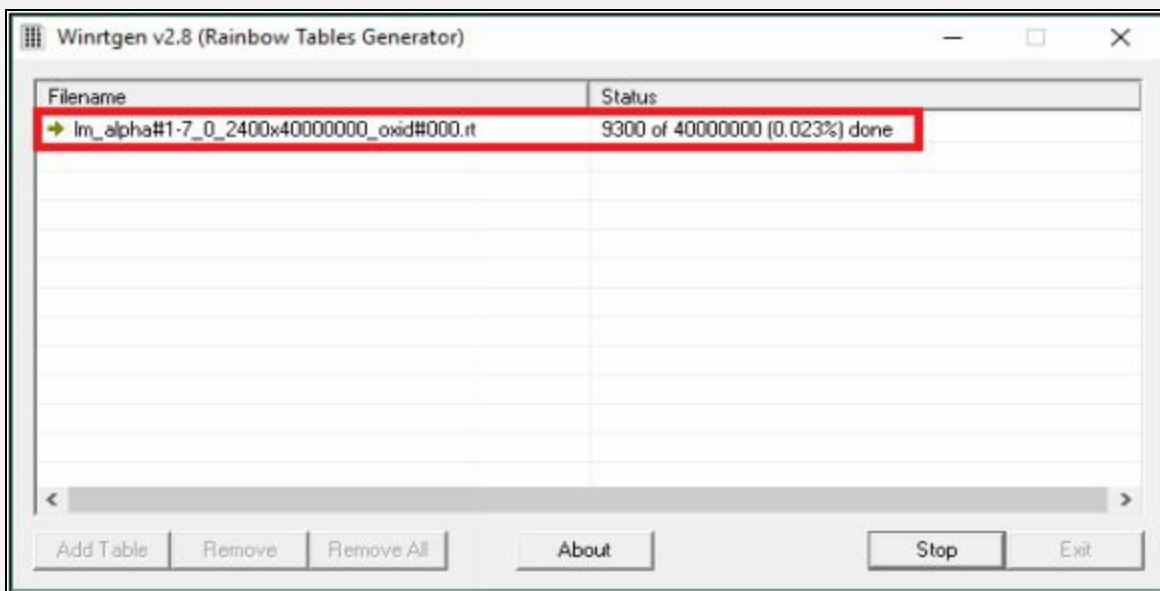 Winrtgen v2.8 (Rainbow Tables Generator)
Filename Status
lm_alpha#1-7_0_2400x40000000_oxid#000.rt 9300 of 40000000 (0.023%) done
Add Table Remove Remove All About Stop Exit